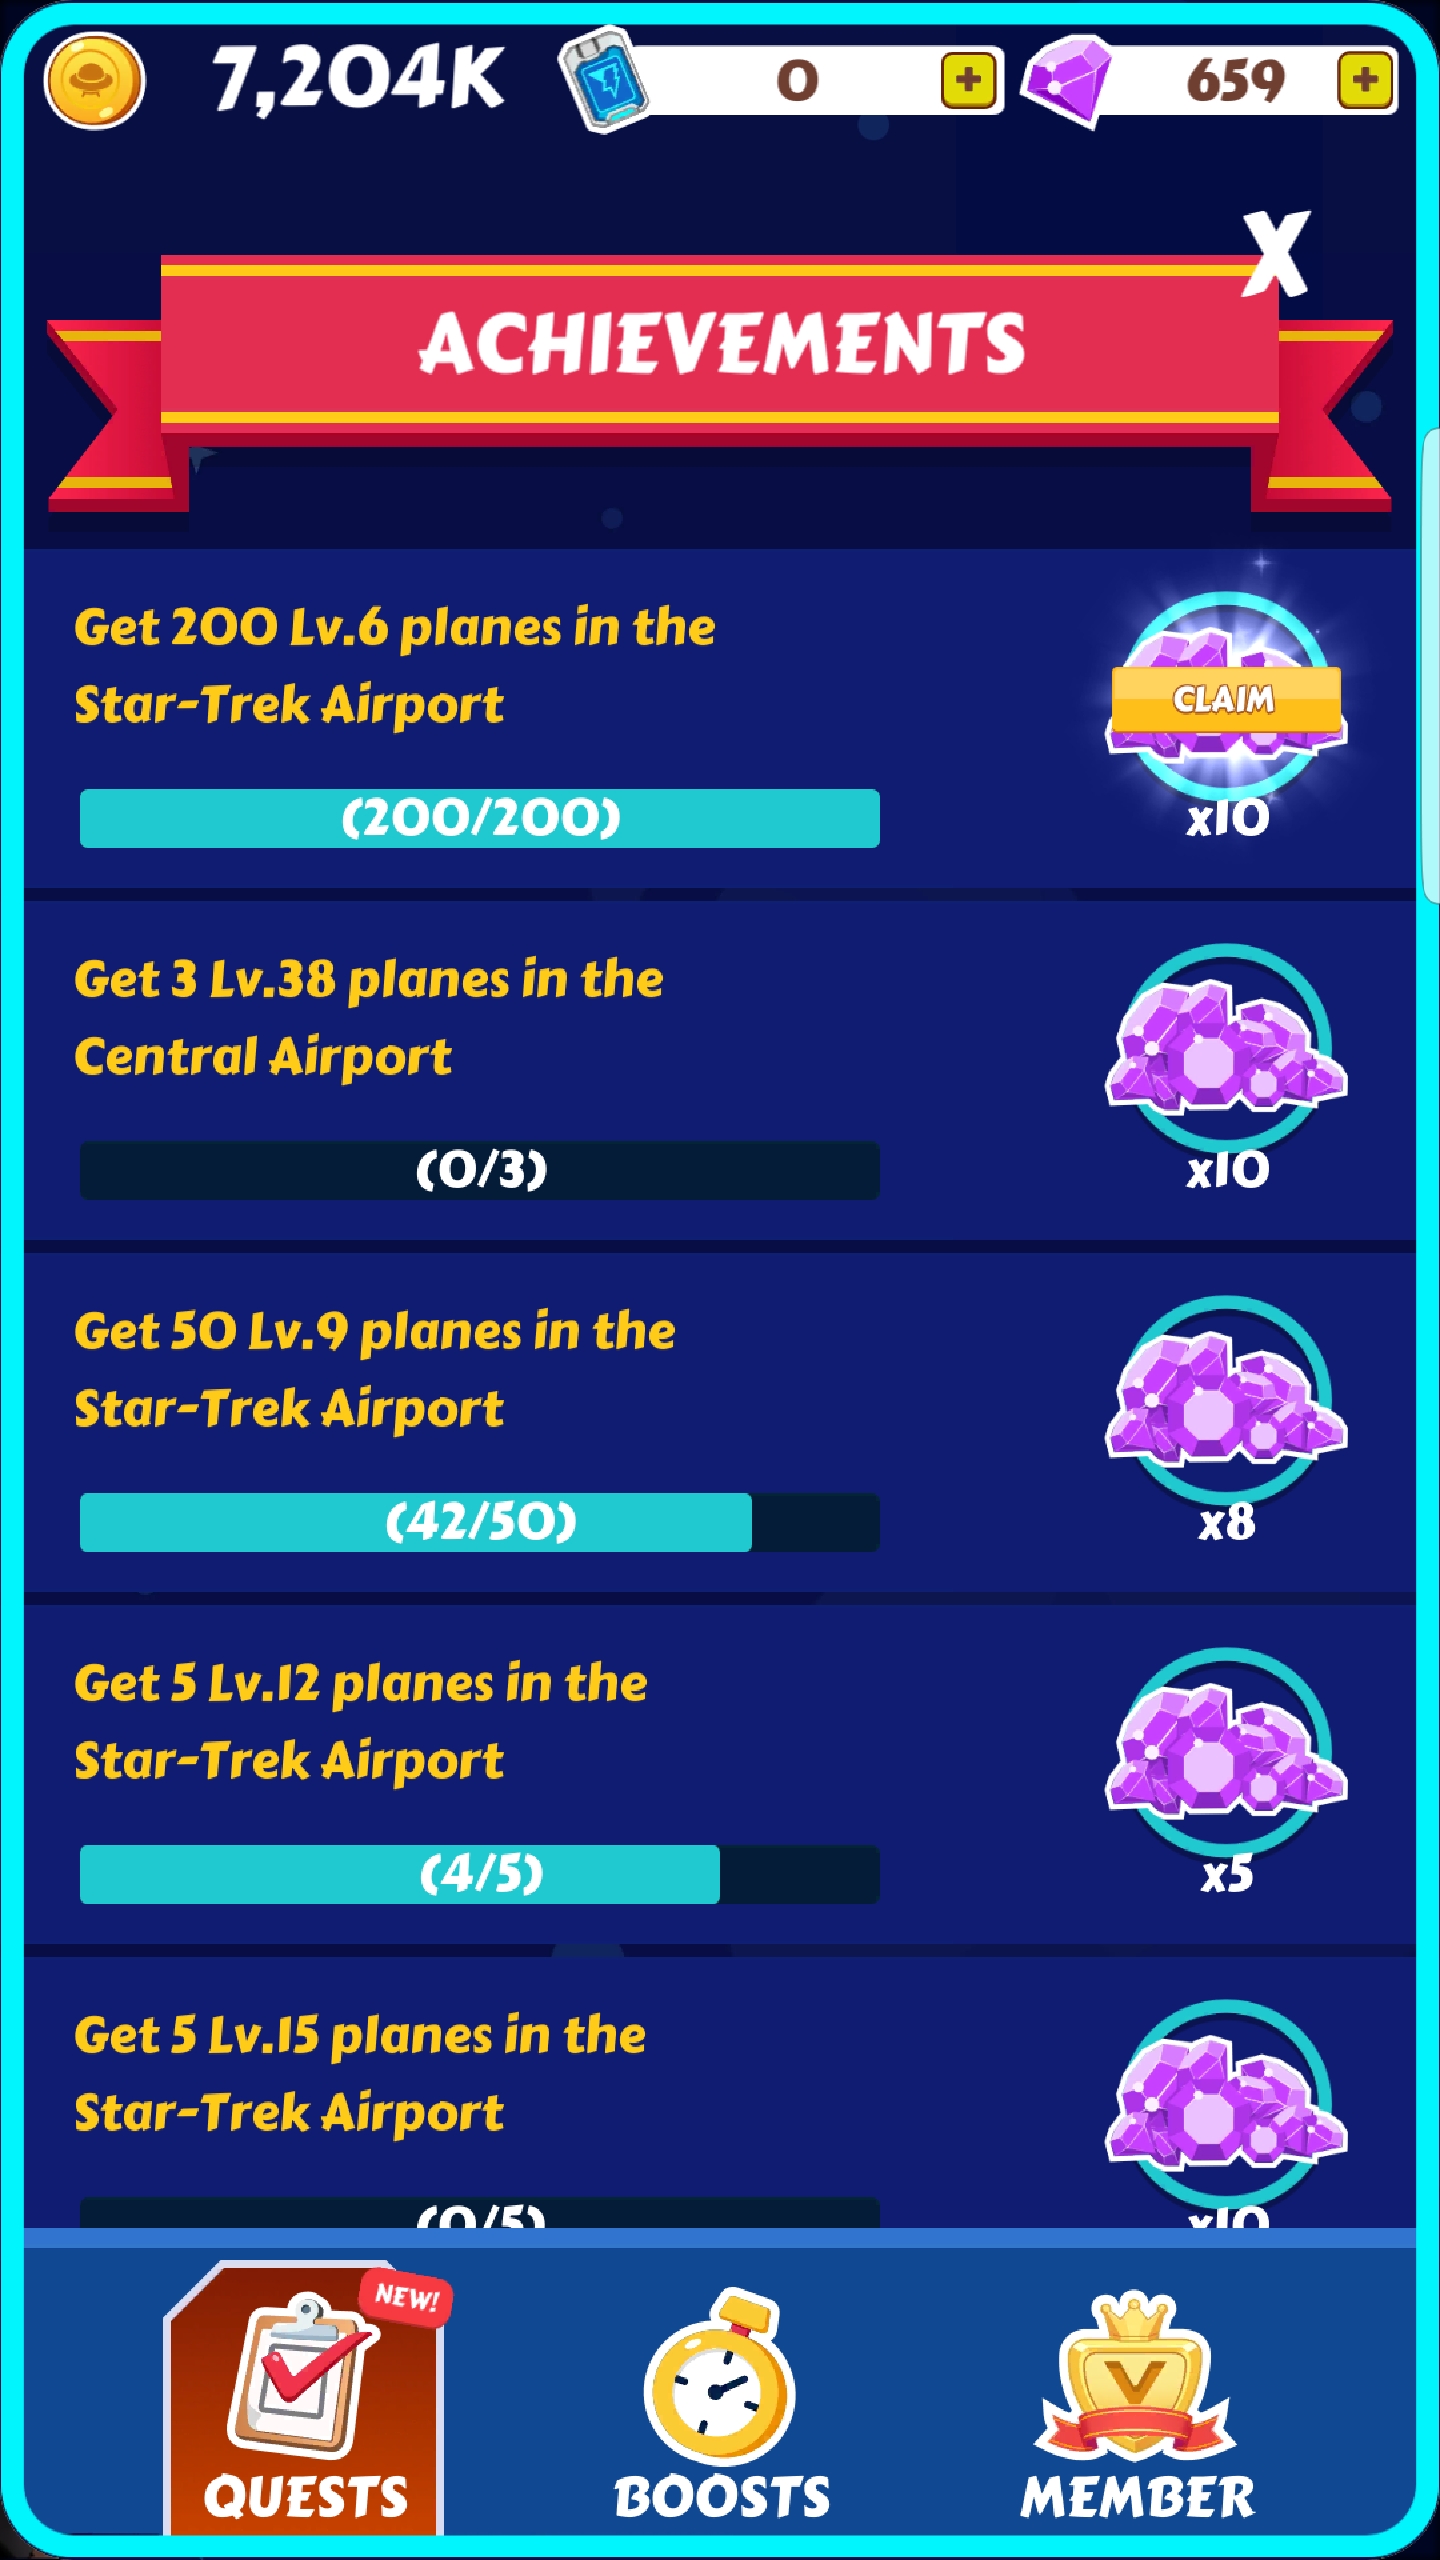 7,204K
0
+
659
+
X
ACHIEVEMENTS
Get 200 Lv.6 planes in the
Star-Trek Airport
CLAIM
(200/200)
x10
Get 3 Lv.38 planes in the
Central Airport
(0/3)
x10
Get 50 Lv.9 planes in the
Star-Trek Airport
(42/50)
x8
Get 5 Lv.12 planes in the
Star-Trek Airport
(4/5)
x5
Get 5 Lv.15 planes in the
Star-Trek Airport
(0/5)
x10
NEW!
V
QUESTS
BOOSTS
MEMBER